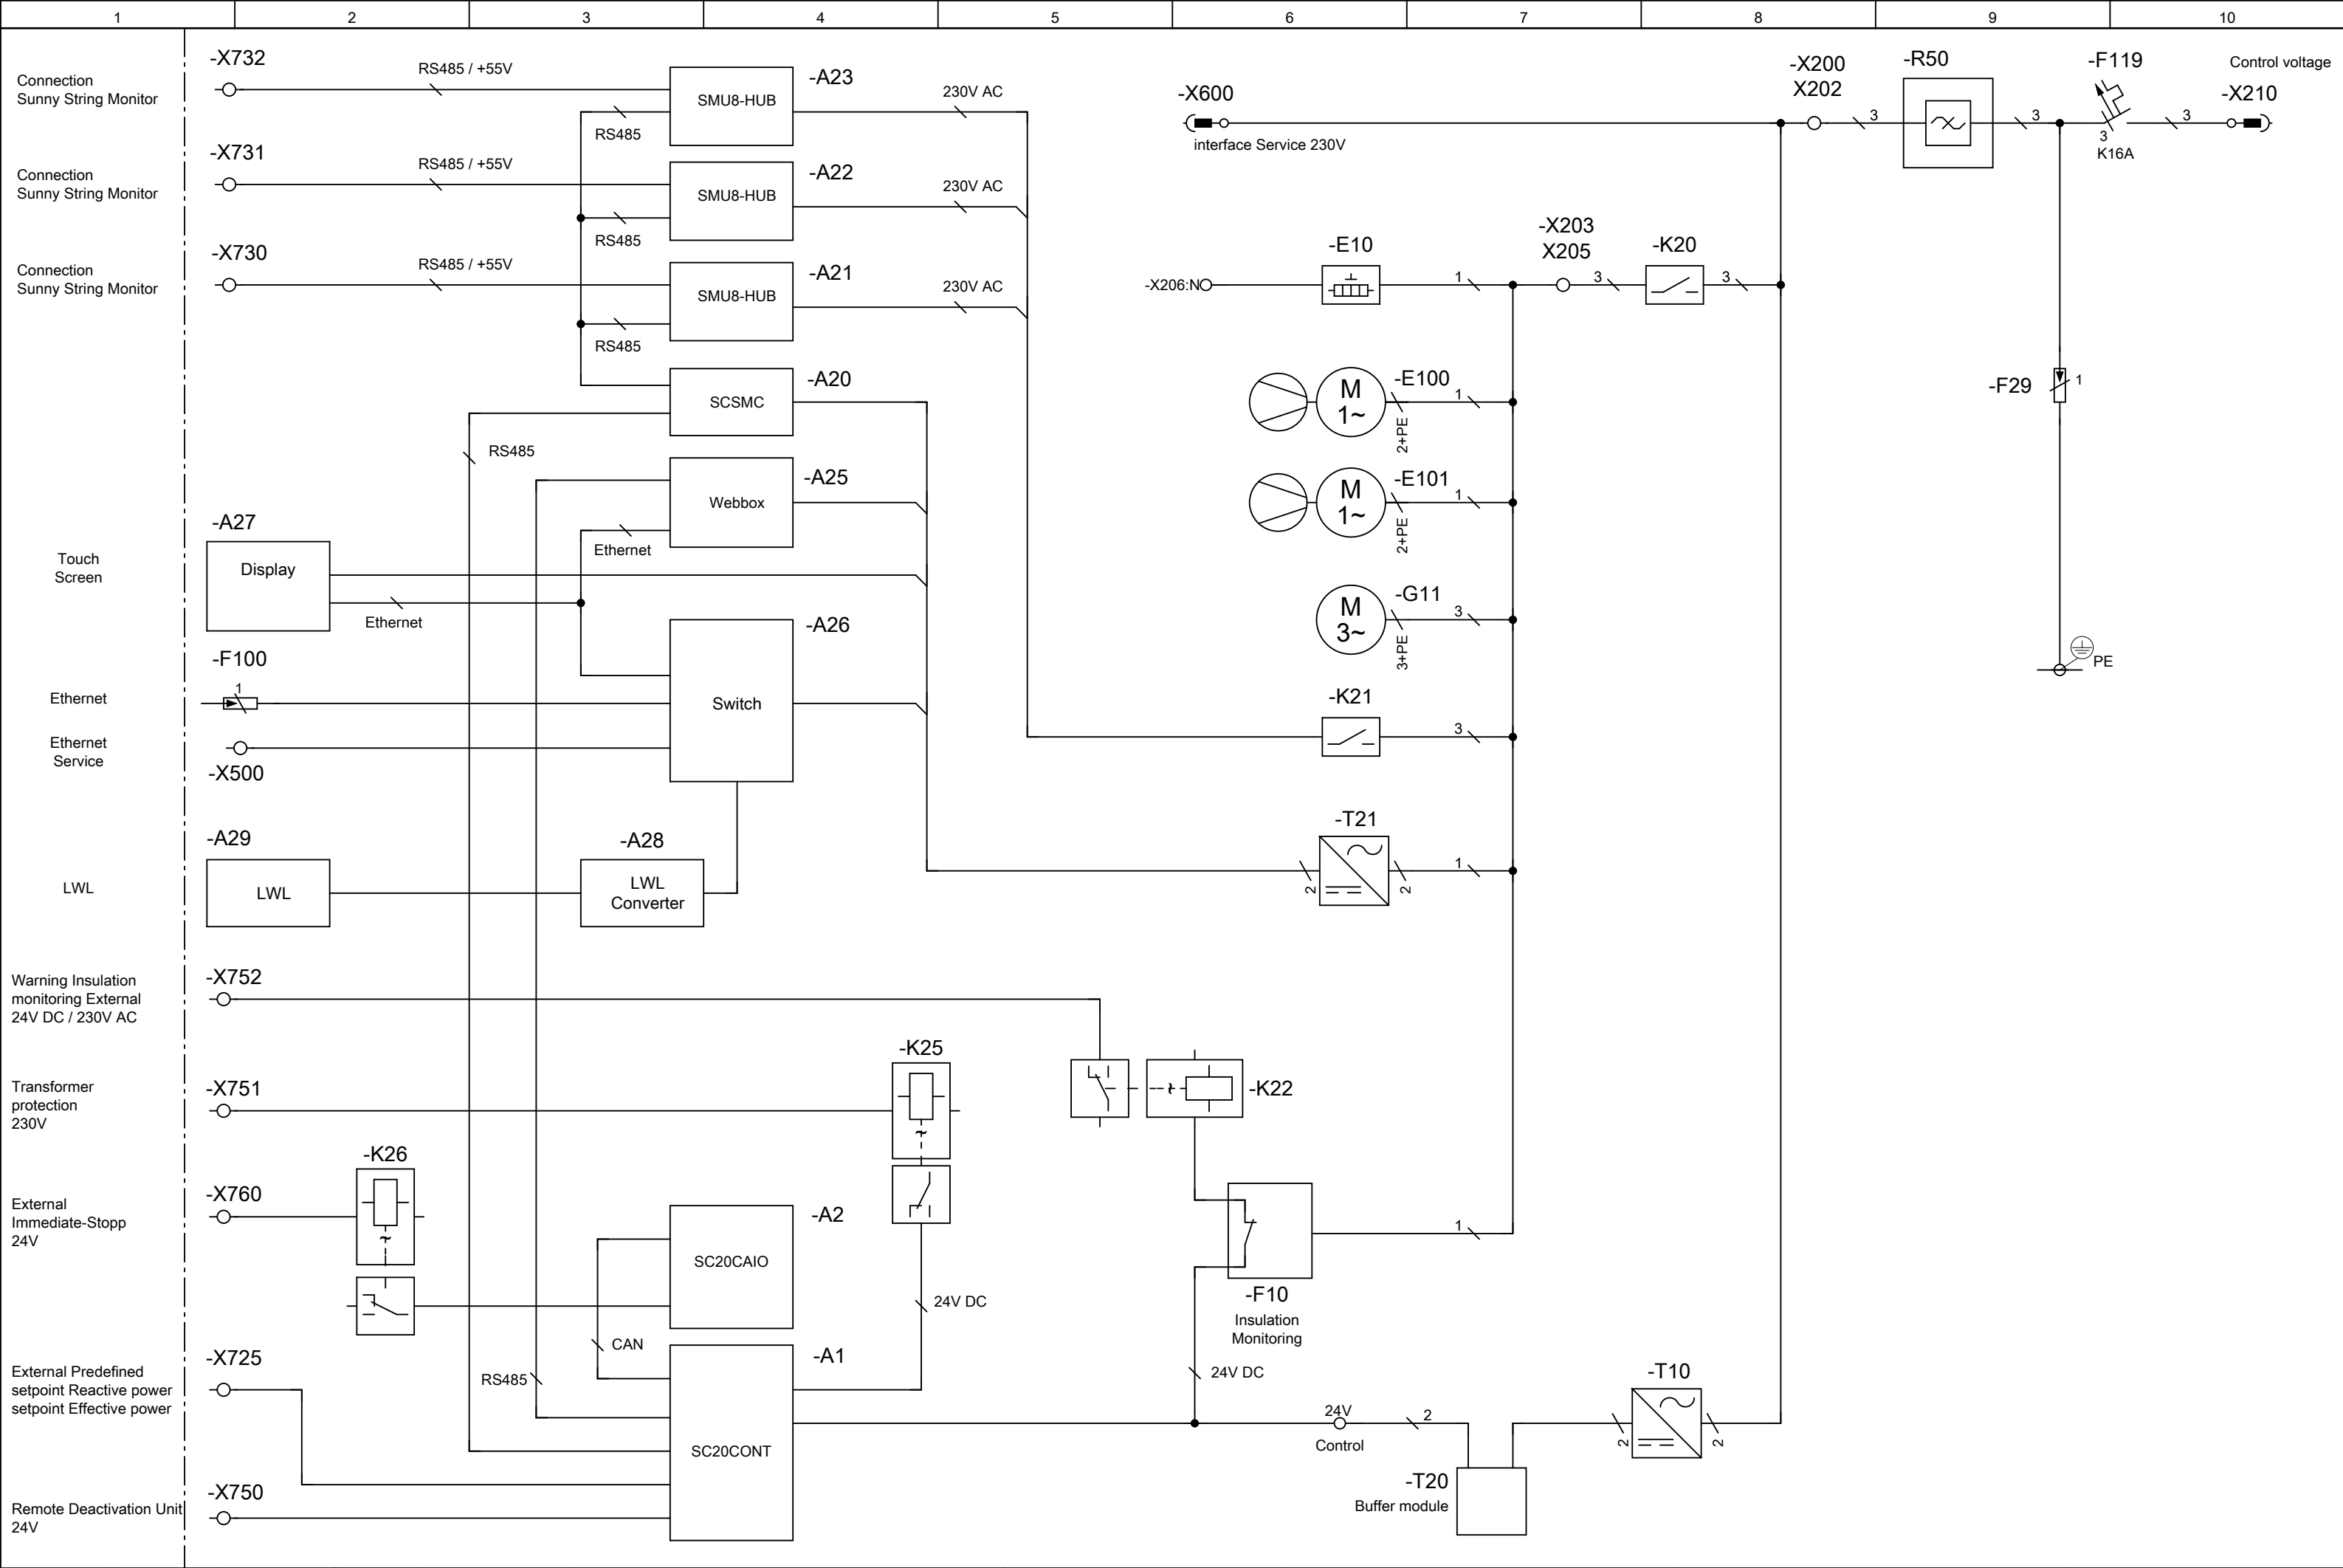 1 2 3 4 5 6 7 8 9 10
Connection
Sunny String Monitor
-X732
RS485 / +55V
RS485
SMU8-HUB
-A23
230V AC
-X600
interface Service 230V
-X200
X202
3
-R50
3
-F119
3
K16A
3
Control voltage
-X210
Connection
Sunny String Monitor
-X731
RS485 / +55V
RS485
SMU8-HUB
-A22
230V AC
Connection
Sunny String Monitor
-X730
RS485 / +55V
RS485
SMU8-HUB
-A21
230V AC
-X206:N
-E10
1
-X203
X205
3
-K20
3
SCSMC
-A20
RS485
M
1~
-E100
2+PE
1
-F29
1
Webbox
-A25
Ethernet
M
1~
-E101
2+PE
1
Touch
Screen
-A27
Display
Ethernet
M
3~
-G11
3+PE
3
PE
Ethernet
-F100
1
Switch
-A26
Ethernet
Service
-X500
-K21
3
LWL
-A29
LWL
-A28
LWL
Converter
-T21
2
2
1
Warning Insulation
monitoring External
24V DC / 230V AC
-X752
Transformer
protection
230V
-X751
-K25
-K22
External
Immediate-Stopp
24V
-X760
-K26
SC20CAIO
-A2
24V DC
CAN
1
-F10
Insulation
Monitoring
24V DC
External Predefined
setpoint Reactive power
setpoint Effective power
-X725
RS485
SC20CONT
-A1
24V
Control
2
-T20
Buffer module
-T10
2
2
Remote Deactivation Unit
24V
-X750